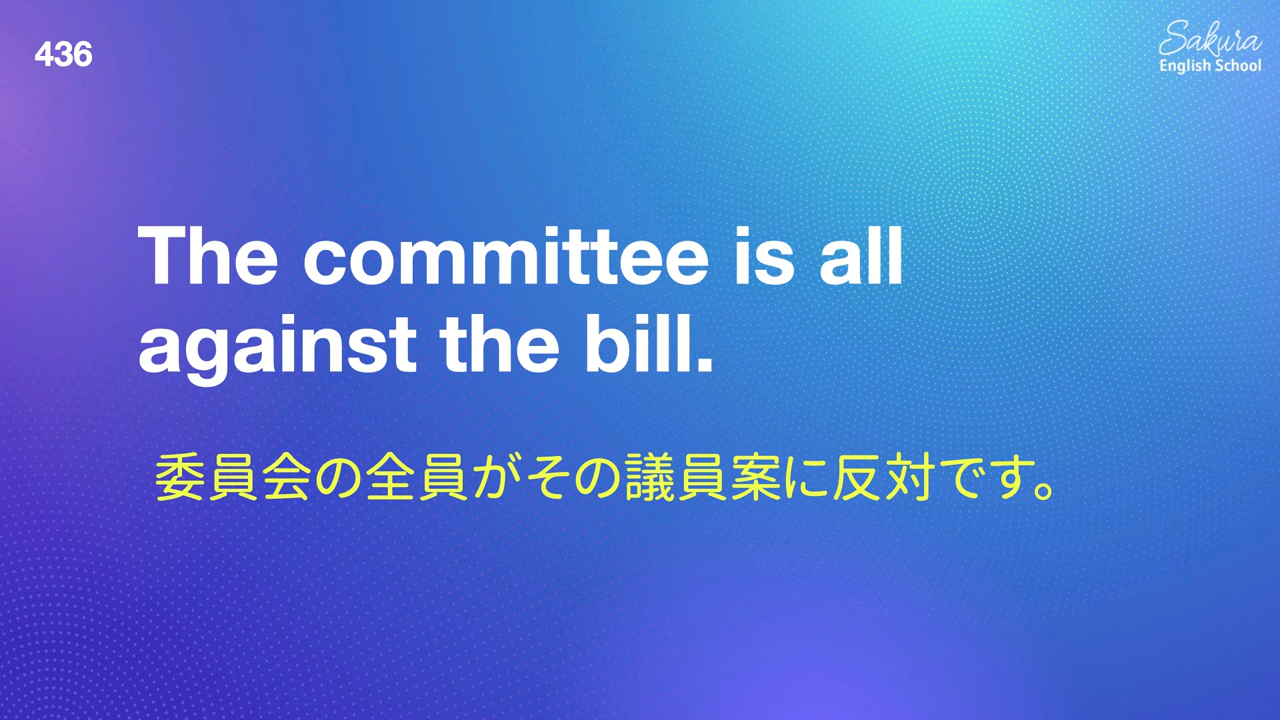 436
Sakura
English School
The committee is all
against the bill.
委員会の全員がその議員案に反対です。